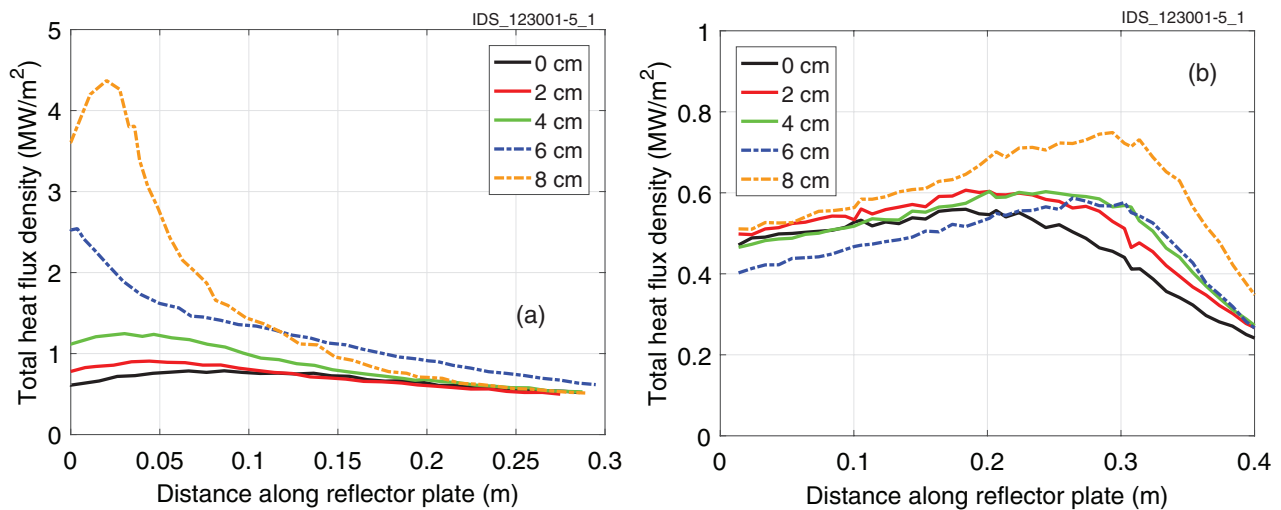 IDS_123001-5_1
5
4
3
2
1
0
Total heat flux density (MW/m²)
0 cm
2 cm
4 cm
6 cm
8 cm
(a)
0
0.05
0.1
0.15
0.2
0.25
0.3
Distance along reflector plate (m)
IDS_123001-5_1
1
0.8
0.6
0.4
0.2
0
Total heat flux density (MW/m²)
0 cm
2 cm
4 cm
6 cm
8 cm
(b)
0
0.1
0.2
0.3
0.4
Distance along reflector plate (m)